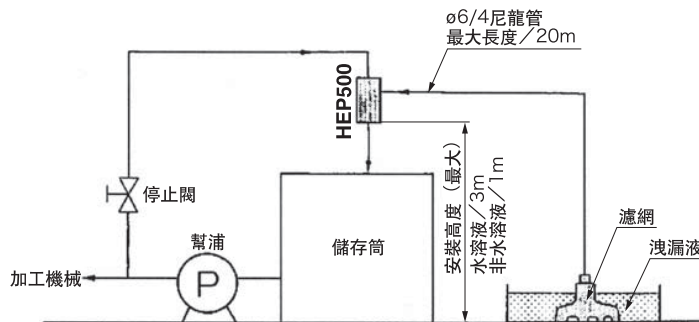 ø6/4尼龍管
最大長度／20m
HEP500
安裝高度（最大）
水溶液／3m
非水溶液／1m
停止閥
幫浦
儲存筒
濾網
洩漏液
加工機械
P